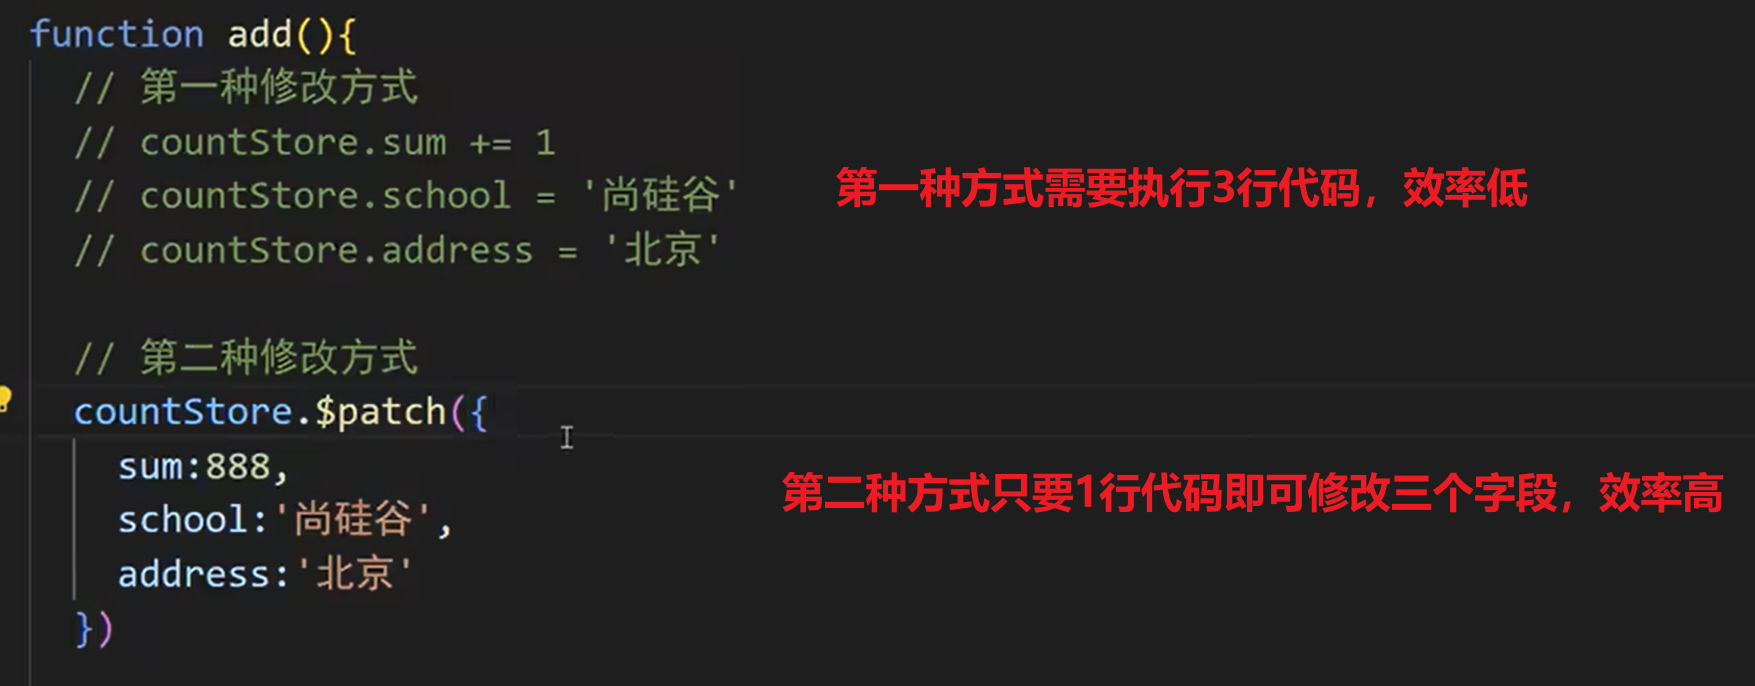 function add(){
// 第一种修改方式
// countStore.sum += 1
// countStore.school = '尚硅谷'
第一种方式需要执行3行代码，效率低
// countStore.address = '北京'
// 第二种修改方式
countStore.$patch({
sum:888,
第二种方式只要1行代码即可修改三个字段，效率高
school:'尚硅谷',
address:'北京'
})